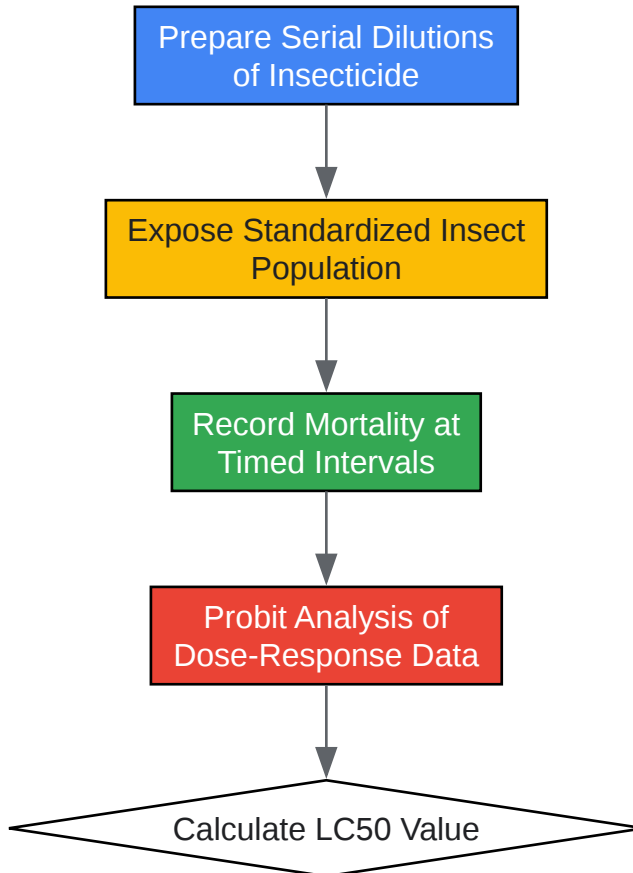 Prepare Serial Dilutions
of Insecticide
Expose Standardized Insect
Population
Record Mortality at
Timed Intervals
Probit Analysis of
Dose-Response Data
Calculate LC50 Value